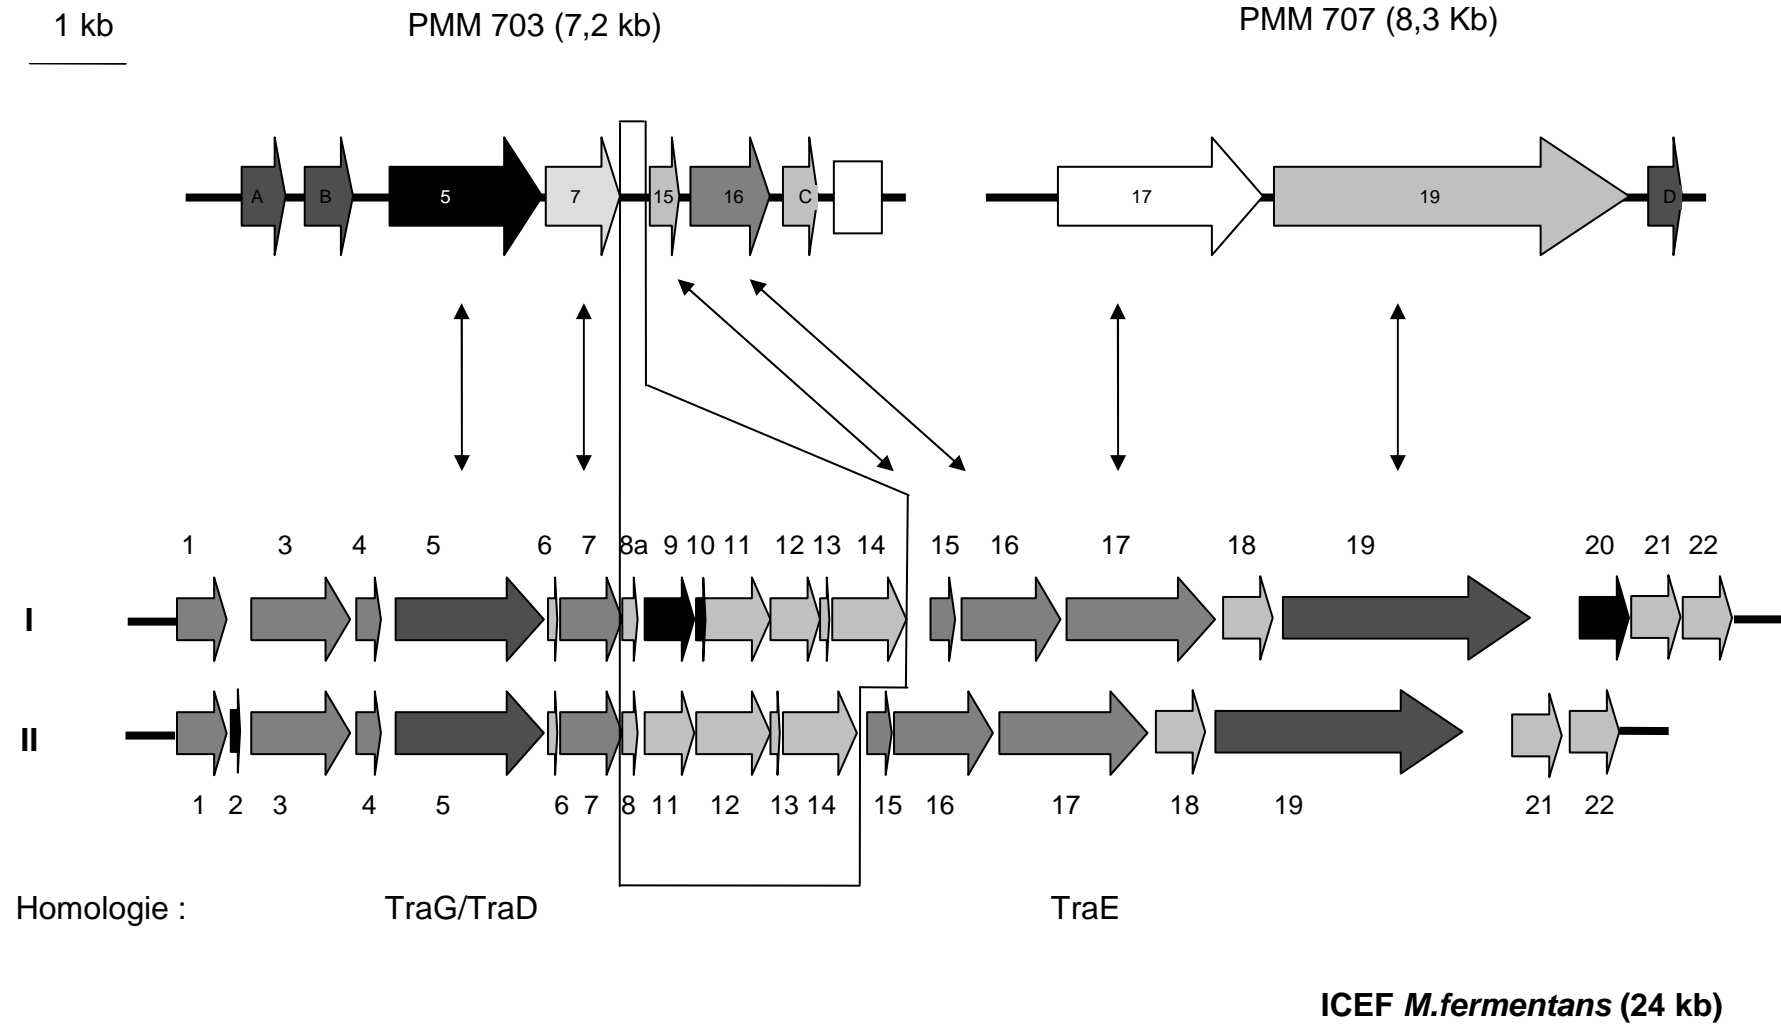 1 kb
PMM 703 (7,2 kb)
PMM 707 (8,3 Kb)
A B 5 7 15 16 C 17 19 D
1 3 4 5 6 7 8a 9 10 11 12 13 14 15 16 17 18 19 20 21 22
I
II
1 2 3 4 5 6 7 8 11 12 13 14 15 16 17 18 19 21 22
Homologie : TraG/TraD TraE
ICEF M.fermentans (24 kb)